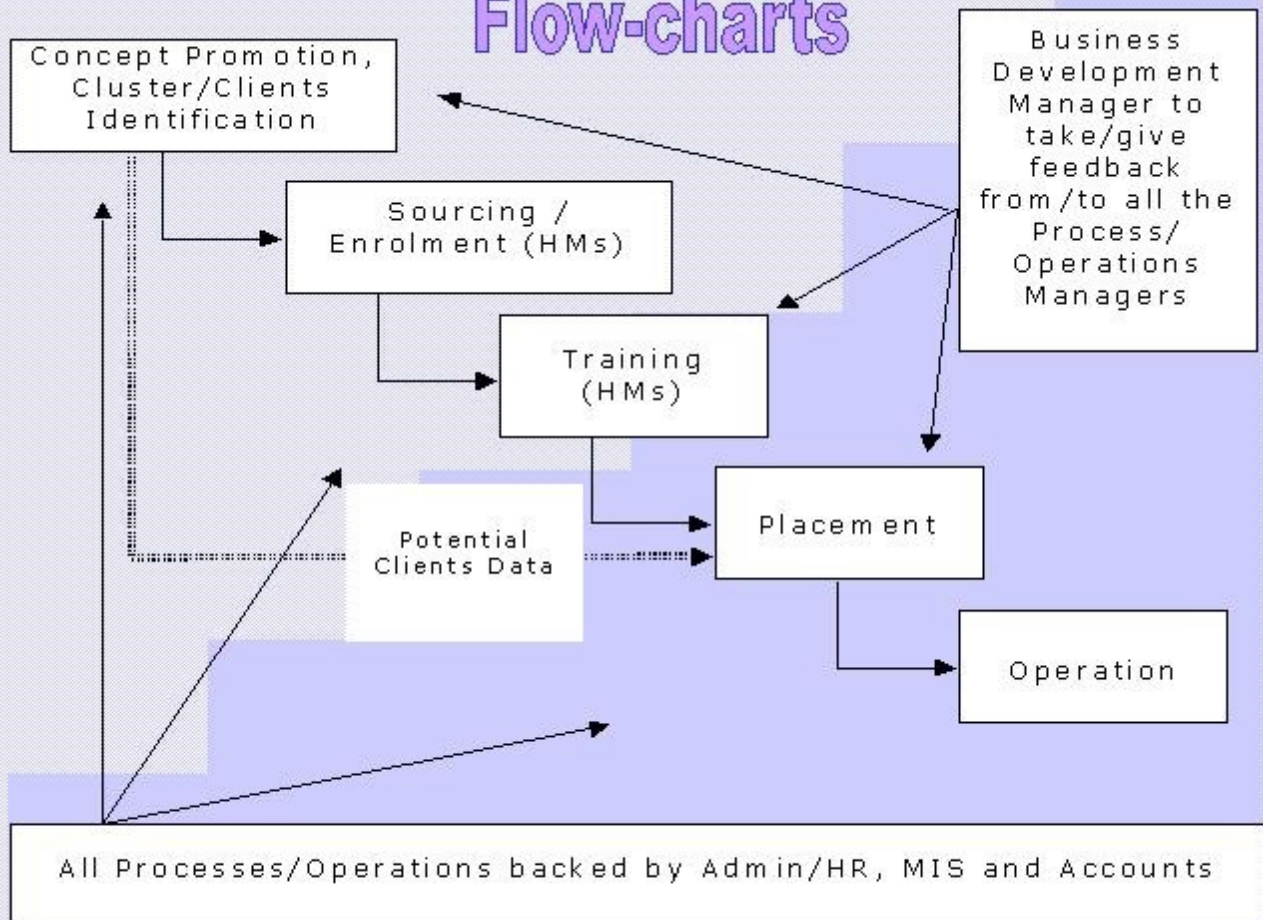 Flow-charts
Concept Promotion,
Cluster/Clients
Identification
Business
Development
Manager to
take/give
feedback
from/to all the
Process/
Operations
Managers
Sourcing /
Enrolment (HMs)
Training
(HMs)
Placement
Potential
Clients Data
Operation
All Processes/Operations backed by Admin/HR, MIS and Accounts